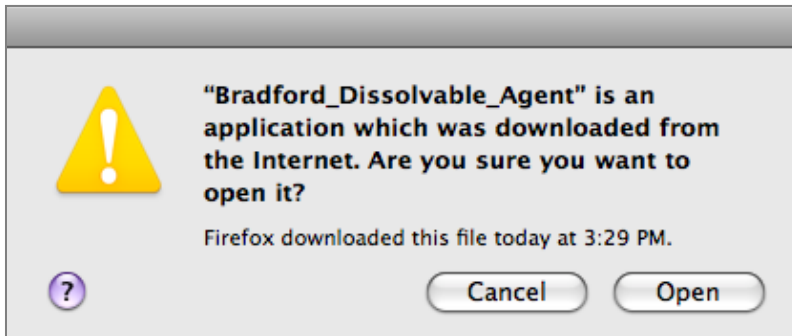 “Bradford_Dissolvable_Agent” is an
application which was downloaded from
the Internet. Are you sure you want to
open it?
Firefox downloaded this file today at 3:29 PM.
?
Cancel
Open